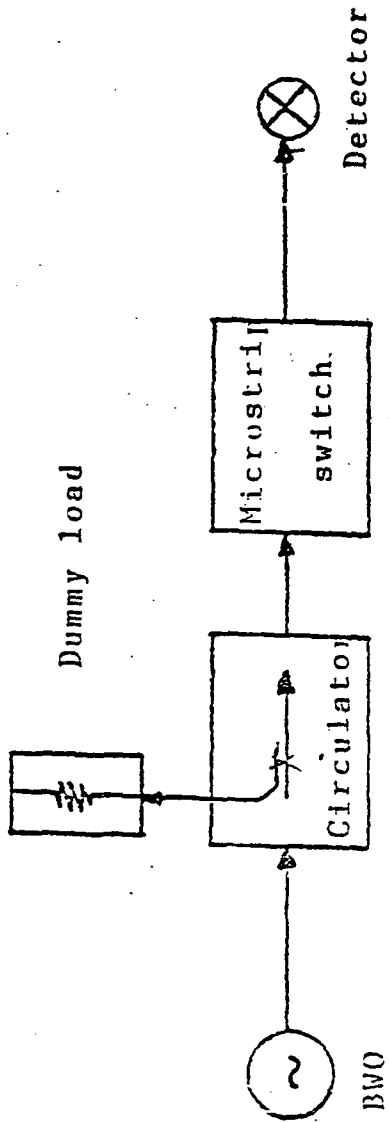 Dummy load
BWO
~
Circulator
Microstrip
switch
Detector